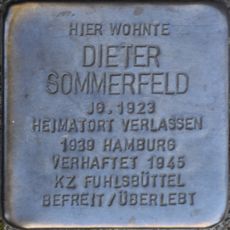 HIER WOHNTE
DIETER
SOMMERFELD
JG. 1923
HEIMATORT VERLASSEN
1939 HAMBURG
VERHAFTET 1945
KZ FUHLSBÜTTEL
BEFREIT/ÜBERLEBT